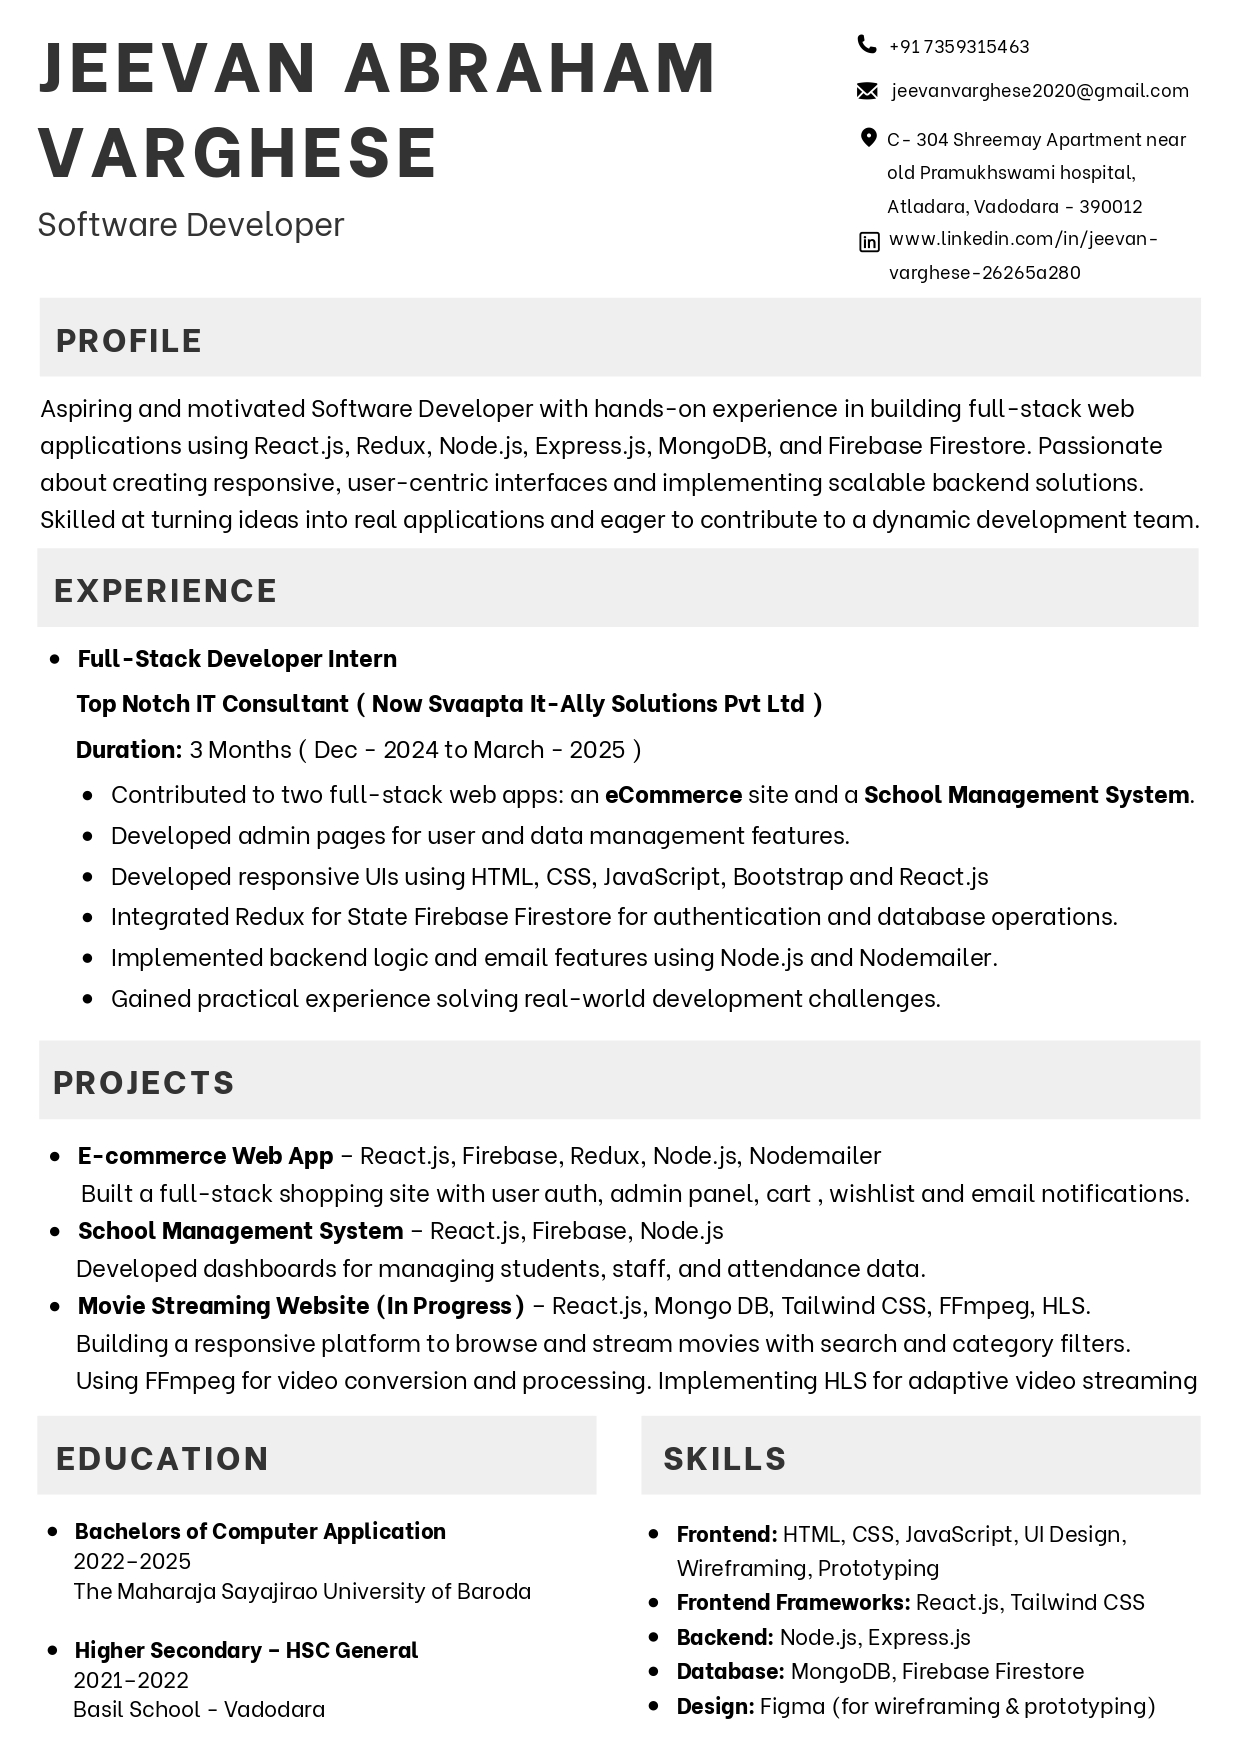 JEEVAN ABRAHAM
VARGHESE
Software Developer
+91 7359315463
jeevanvarghese2020@gmail.com
C- 304 Shreemay Apartment near
old Pramukhswami hospital,
Atladara, Vadodara - 390012
www.linkedin.com/in/jeevan-
varghese-26265a280
PROFILE
Aspiring and motivated Software Developer with hands-on experience in building full-stack web
applications using React.js, Redux, Node.js, Express.js, MongoDB, and Firebase Firestore. Passionate
about creating responsive, user-centric interfaces and implementing scalable backend solutions.
Skilled at turning ideas into real applications and eager to contribute to a dynamic development team.
EXPERIENCE
• Full-Stack Developer Intern
Top Notch IT Consultant ( Now Svaapta It-Ally Solutions Pvt Ltd )
Duration: 3 Months ( Dec - 2024 to March - 2025 )
• Contributed to two full-stack web apps: an eCommerce site and a School Management System.
• Developed admin pages for user and data management features.
• Developed responsive UIs using HTML, CSS, JavaScript, Bootstrap and React.js
• Integrated Redux for State Firebase Firestore for authentication and database operations.
• Implemented backend logic and email features using Node.js and Nodemailer.
• Gained practical experience solving real-world development challenges.
PROJECTS
• E-commerce Web App – React.js, Firebase, Redux, Node.js, Nodemailer
Built a full-stack shopping site with user auth, admin panel, cart , wishlist and email notifications.
• School Management System – React.js, Firebase, Node.js
Developed dashboards for managing students, staff, and attendance data.
• Movie Streaming Website (In Progress) – React.js, Mongo DB, Tailwind CSS, FFmpeg, HLS.
Building a responsive platform to browse and stream movies with search and category filters.
Using FFmpeg for video conversion and processing. Implementing HLS for adaptive video streaming
EDUCATION
• Bachelors of Computer Application
2022–2025
The Maharaja Sayajirao University of Baroda
• Higher Secondary – HSC General
2021–2022
Basil School - Vadodara
SKILLS
• Frontend: HTML, CSS, JavaScript, UI Design,
Wireframing, Prototyping
• Frontend Frameworks: React.js, Tailwind CSS
• Backend: Node.js, Express.js
• Database: MongoDB, Firebase Firestore
• Design: Figma (for wireframing & prototyping)